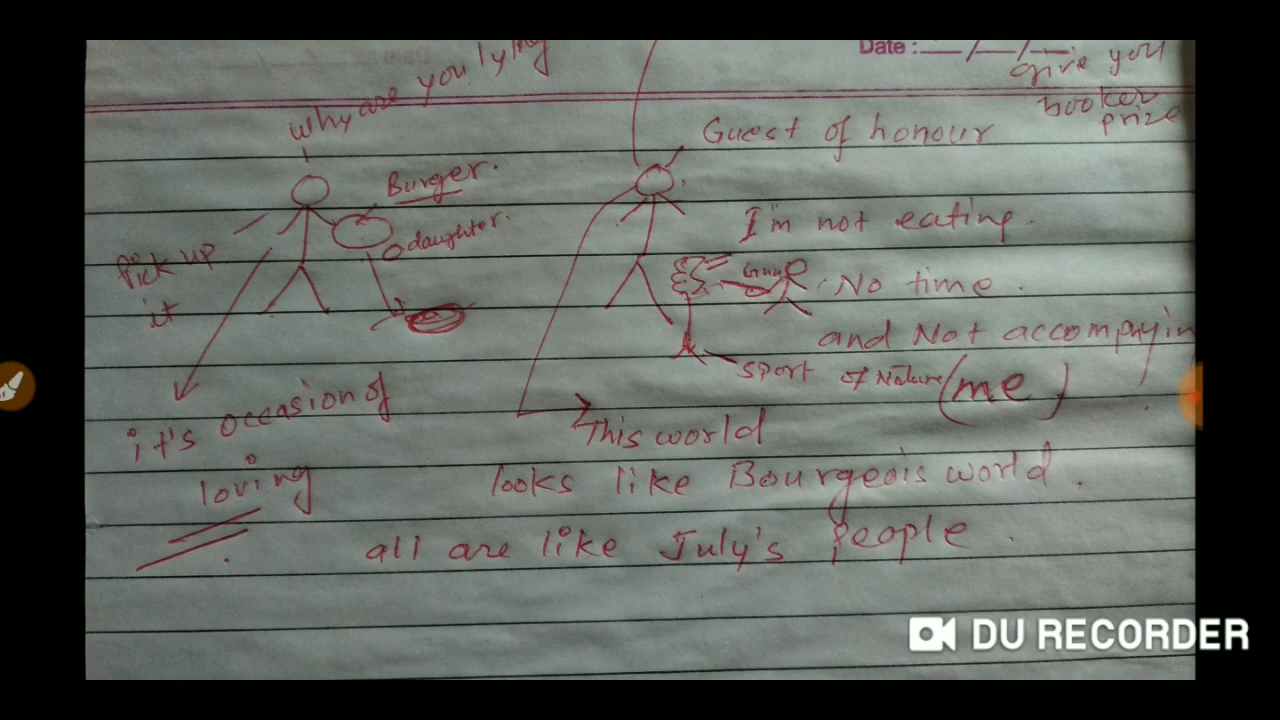 Date :
give you
booker
prize
why are you lying
Guest of honour
Burger.
daughter.
I'm not eating.
Pick up
it
Gun
No time.
and Not accompanyin
sport of Nature (me)
it's occasion of
loving
This world
looks like Bourgeois world.
all are like July's people.
DU RECORDER